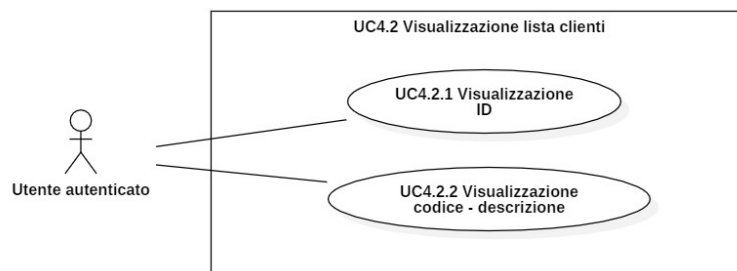 UC4.2 Visualizzazione lista clienti
UC4.2.1 Visualizzazione
ID
Utente autenticato
UC4.2.2 Visualizzazione
codice - descrizione